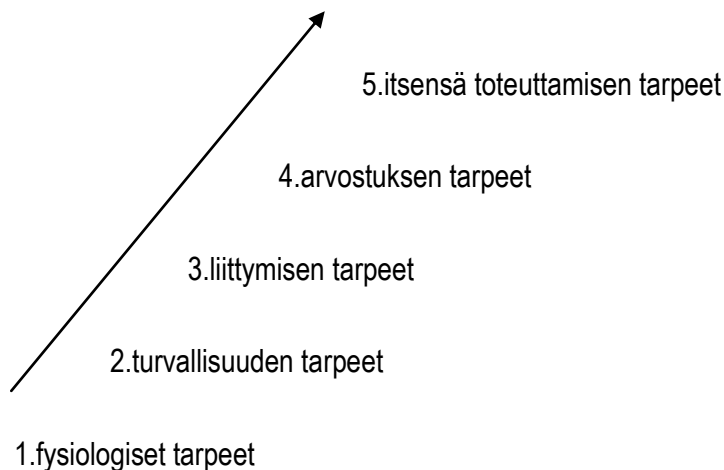 5.itsensä toteuttamisen tarpeet
4.arvostuksen tarpeet
3.liittymisen tarpeet
2.turvallisuuden tarpeet
1.fysiologiset tarpeet